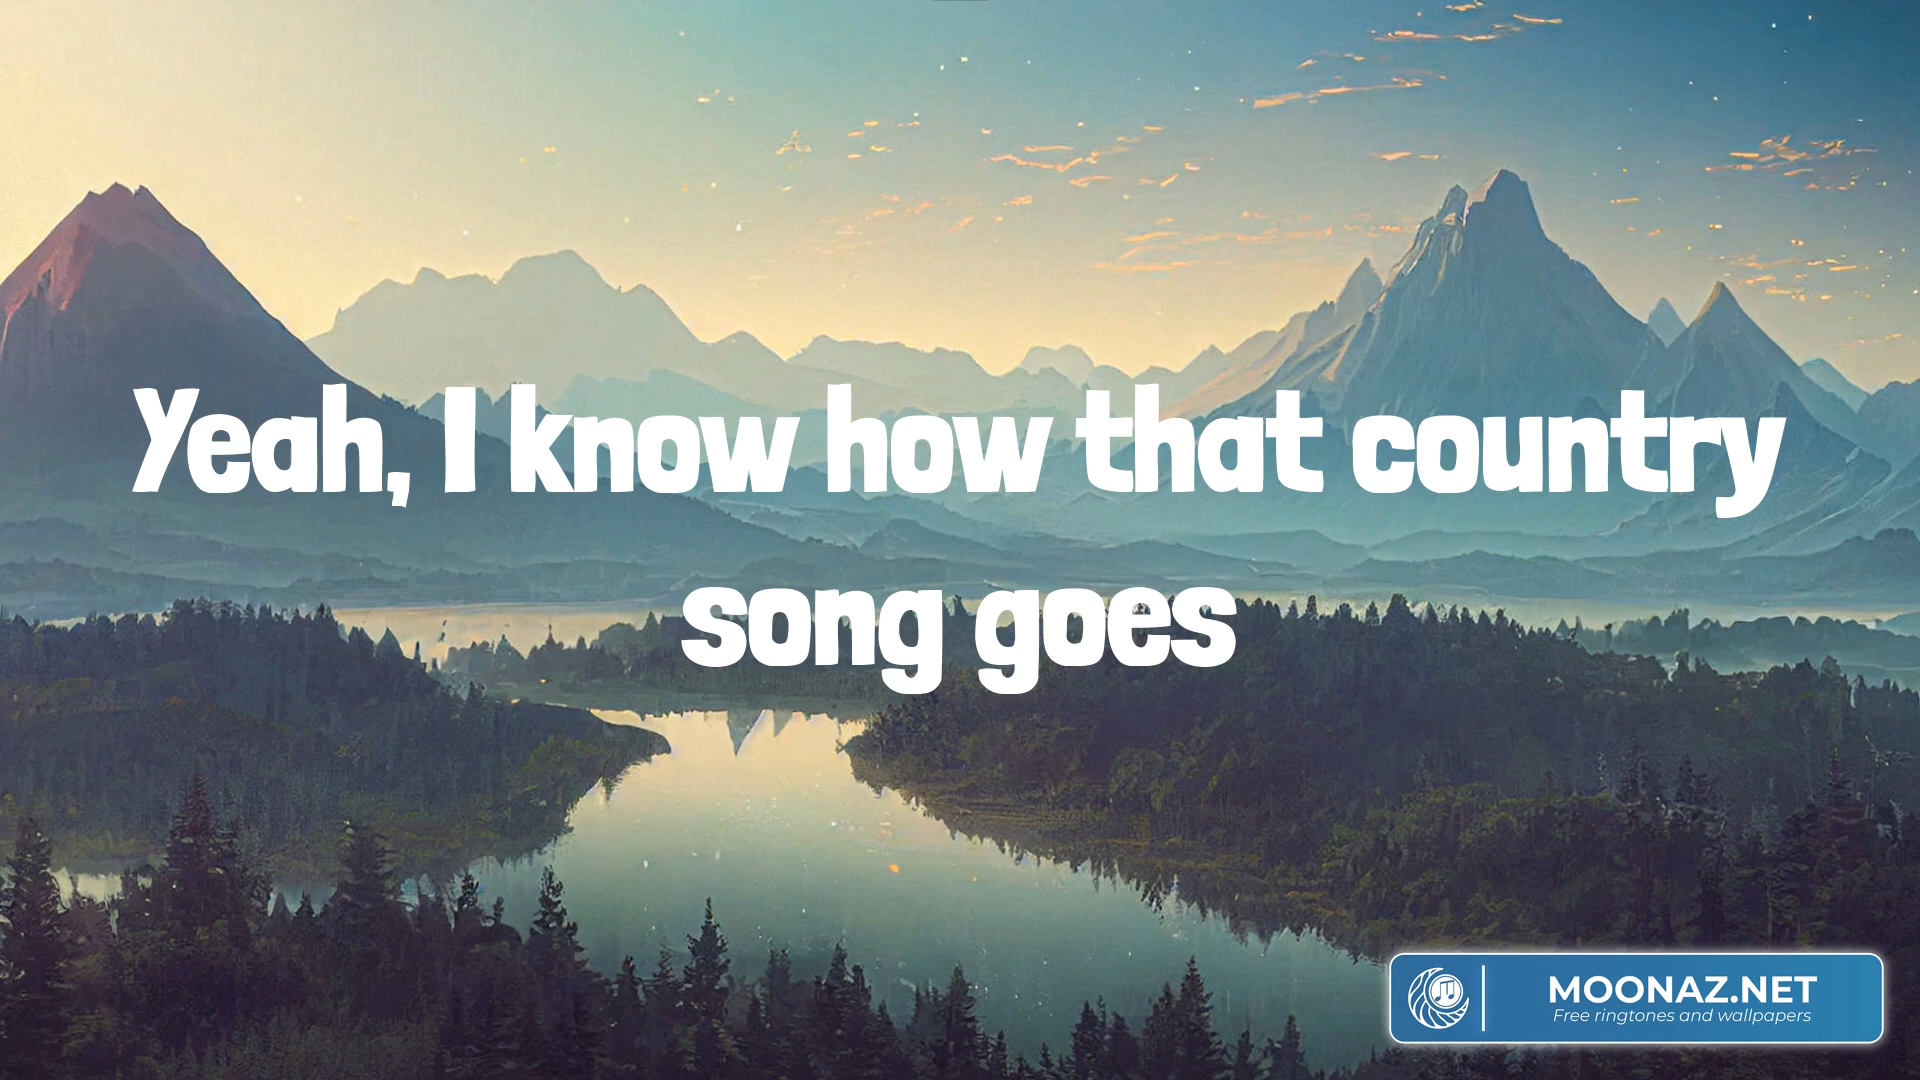 Yeah, I know how that country
song goes
MOONAZ.NET
Free ringtones and wallpapers